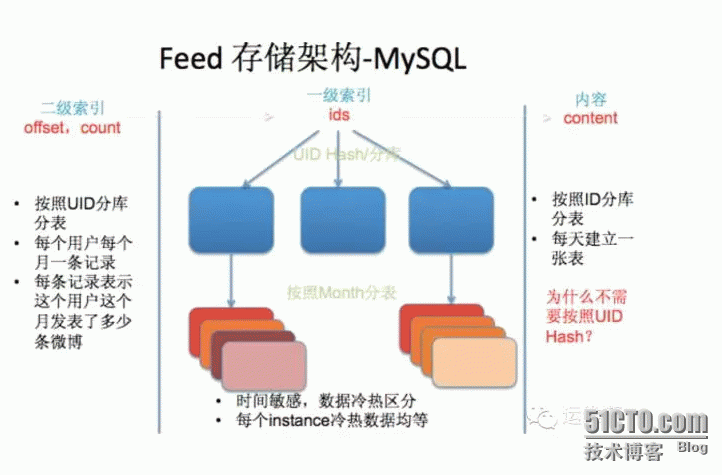 Feed 存储架构-MySQL
二级索引
offset，count
一级索引
ids
内容
content
UID Hash/分库
• 按照UID分库
分表
• 每个用户每个
月一条记录
• 每条记录表示
这个用户这个
月发表了多少
条微博
按照Month分表
• 时间敏感，数据冷热区分
• 每个instance冷热数据均等
• 按照ID分库
分表
• 每天建立一
张表
为什么不需
要按照UID
Hash？
51CTO.com
技术博客 Blog